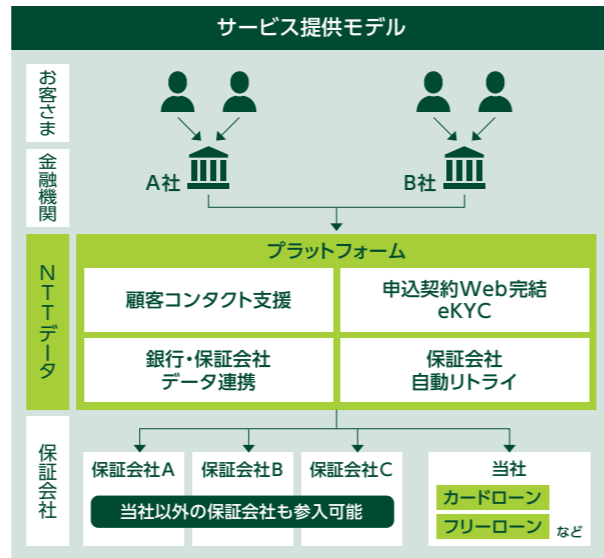 サービス提供モデル
お客さま
金融機関
A社
B社
NTTデータ
プラットフォーム
顧客コンタクト支援
申込契約Web完結
eKYC
銀行・保証会社
データ連携
保証会社
自動リトライ
保証会社
保証会社A
保証会社B
保証会社C
当社以外の保証会社も参入可能
当社
カードローン
フリーローン
など